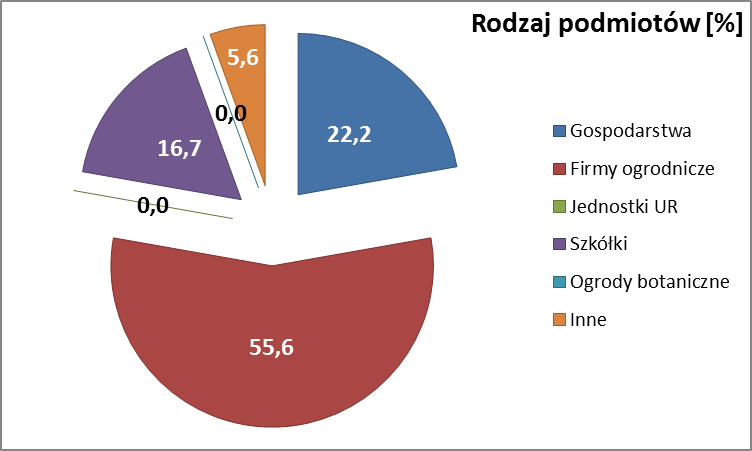 Rodzaj podmiotów [%]
5,6
0,0
22,2
16,7
0,0
55,6
Gospodarstwa
Firmy ogrodnicze
Jednostki UR
Szkółki
Ogrody botaniczne
Inne